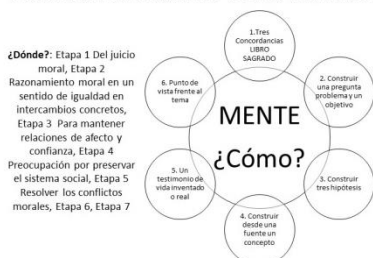 ¿Dónde?: Etapa 1 Del juicio
moral, Etapa 2
Razonamiento moral en un
sentido de igualdad en
intercambios concretos,
Etapa 3 Para mantener
relaciones de afecto y
confianza, Etapa 4
Preocupación por preservar
el sistema social, Etapa 5
Resolver los conflictos
morales, Etapa 6, Etapa 7
MENTE
¿Cómo?
1.Tres
Concordancias
LIBRO
SAGRADO
2. Construir
una pregunta
problema y un
objetivo
3. Construir
tres hipótesis
4. Construir
desde una
fuente un
concepto
5. Un
testimonio de
vida inventado
o real
6. Punto de
vista frente al
tema